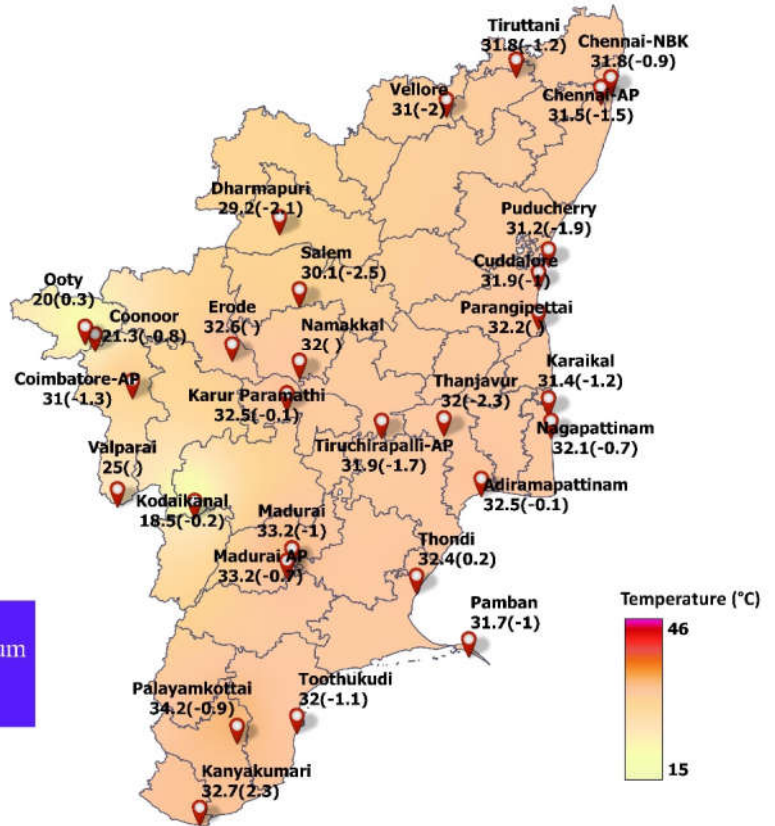 Tiruttani
31.8(-1.2)
Chennai-NBK
31.8(-0.9)
Vellore
31(-2)
Chennai-AP
31.5(-1.5)
Dharmapuri
29.2(-2.1)
Puducherry
31.2(-1.9)
Salem
30.1(-2.5)
Cuddalore
31.9(-1)
Ooty
20(0.3)
Coonoor
21.3(-0.8)
Erode
32.6( )
Namakkal
32( )
Parangipettai
32.2( )
Coimbatore-AP
31(-1.3)
Karur Paramathi
32.5(-0.1)
Thanjavur
32(-2.3)
Karaikal
31.4(-1.2)
Nagapattinam
32.1(-0.7)
Tiruchirapalli-AP
31.9(-1.7)
Valparai
25( )
Kodaikanal
18.5(-0.2)
Adiramapattinam
32.5(-0.1)
Madurai
33.2(-1)
Madurai AP
33.2(-0.7)
Thondi
32.4(0.2)
Pamban
31.7(-1)
Temperature (°C)
46
15
um
Palayamkottai
34.2(-0.9)
Toothukudi
32(-1.1)
Kanyakumari
32.7(2.3)